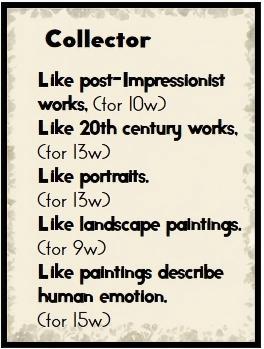 Collector
Like post-Impressionist
works, (for 10w)
Like 20th century works,
(for 13w)
Like portraits.
(for 13w)
Like landscape paintings.
(for 9w)
Like paintings describe
human emotion.
(for 15w)